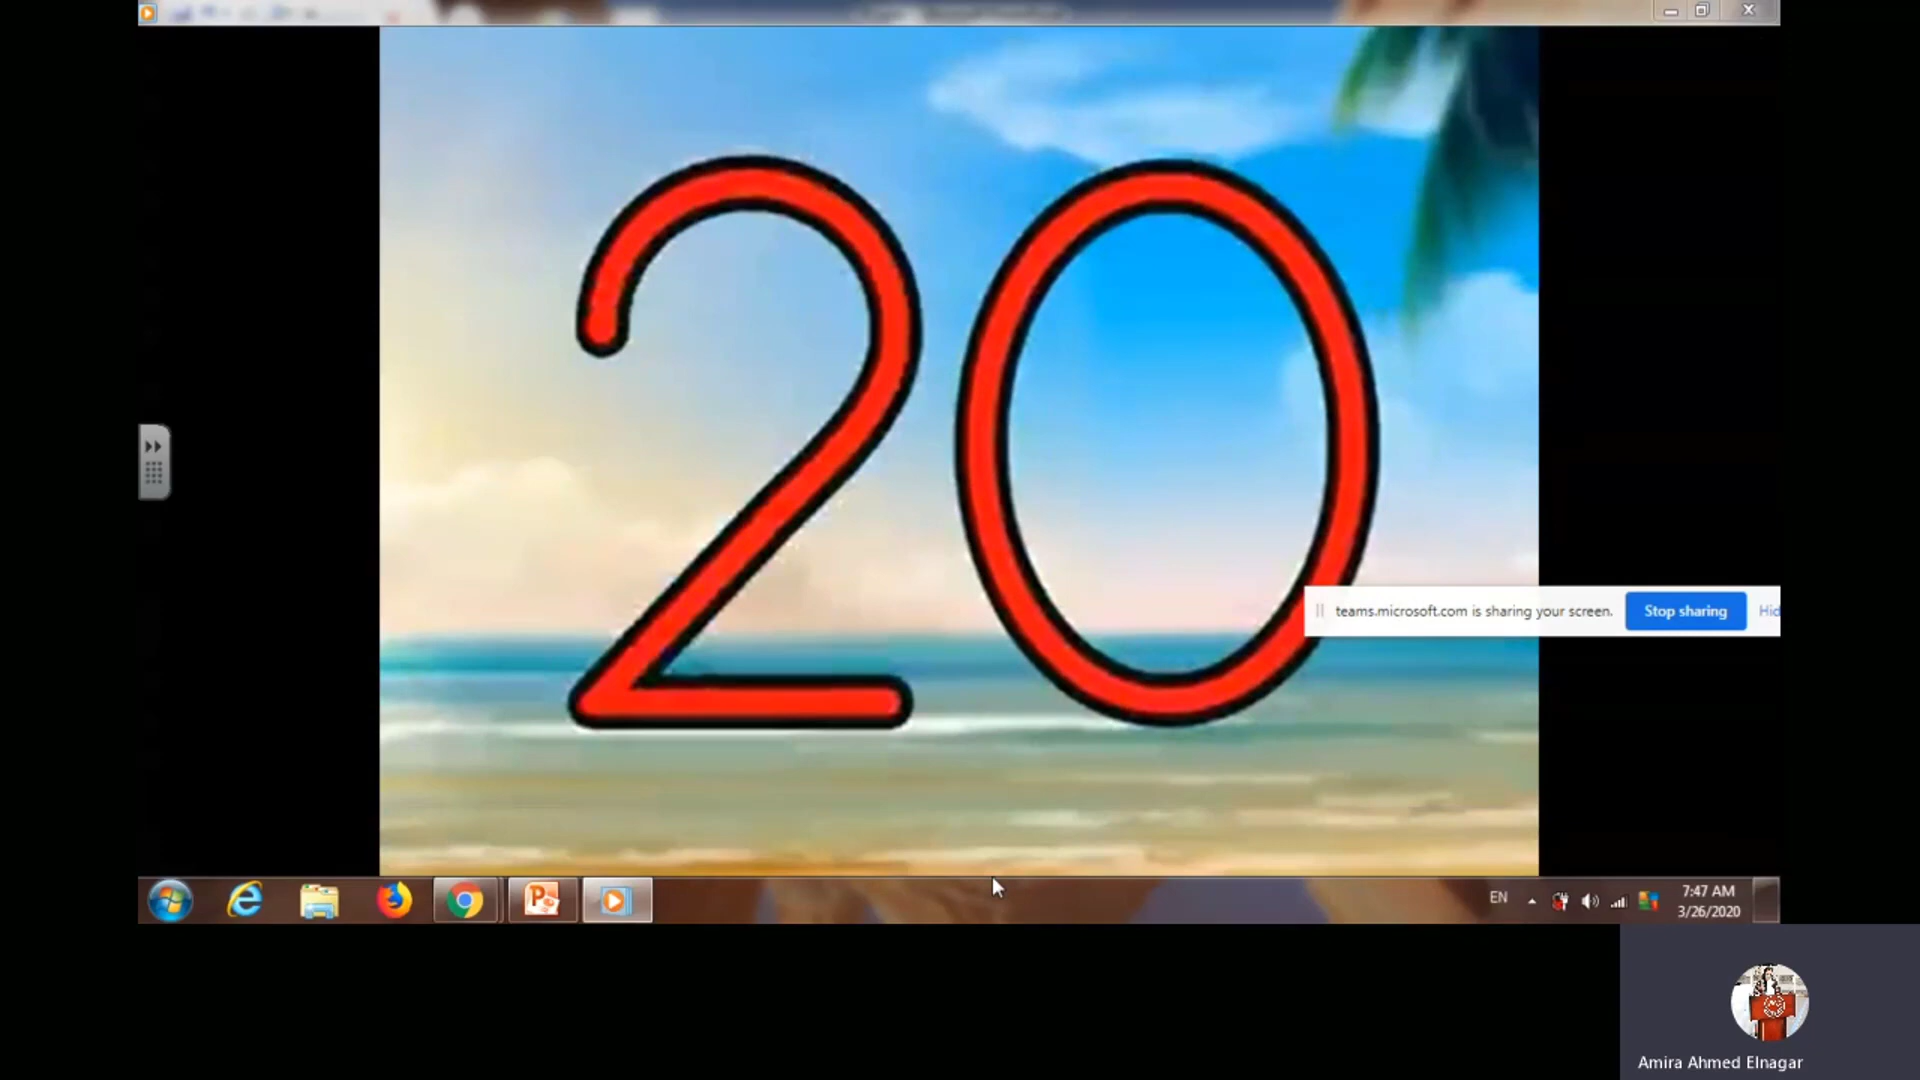 20
teams.microsoft.com is sharing your screen.
Stop sharing
Hid
EN
7:47 AM
3/26/2020
Amira Ahmed Elnagar